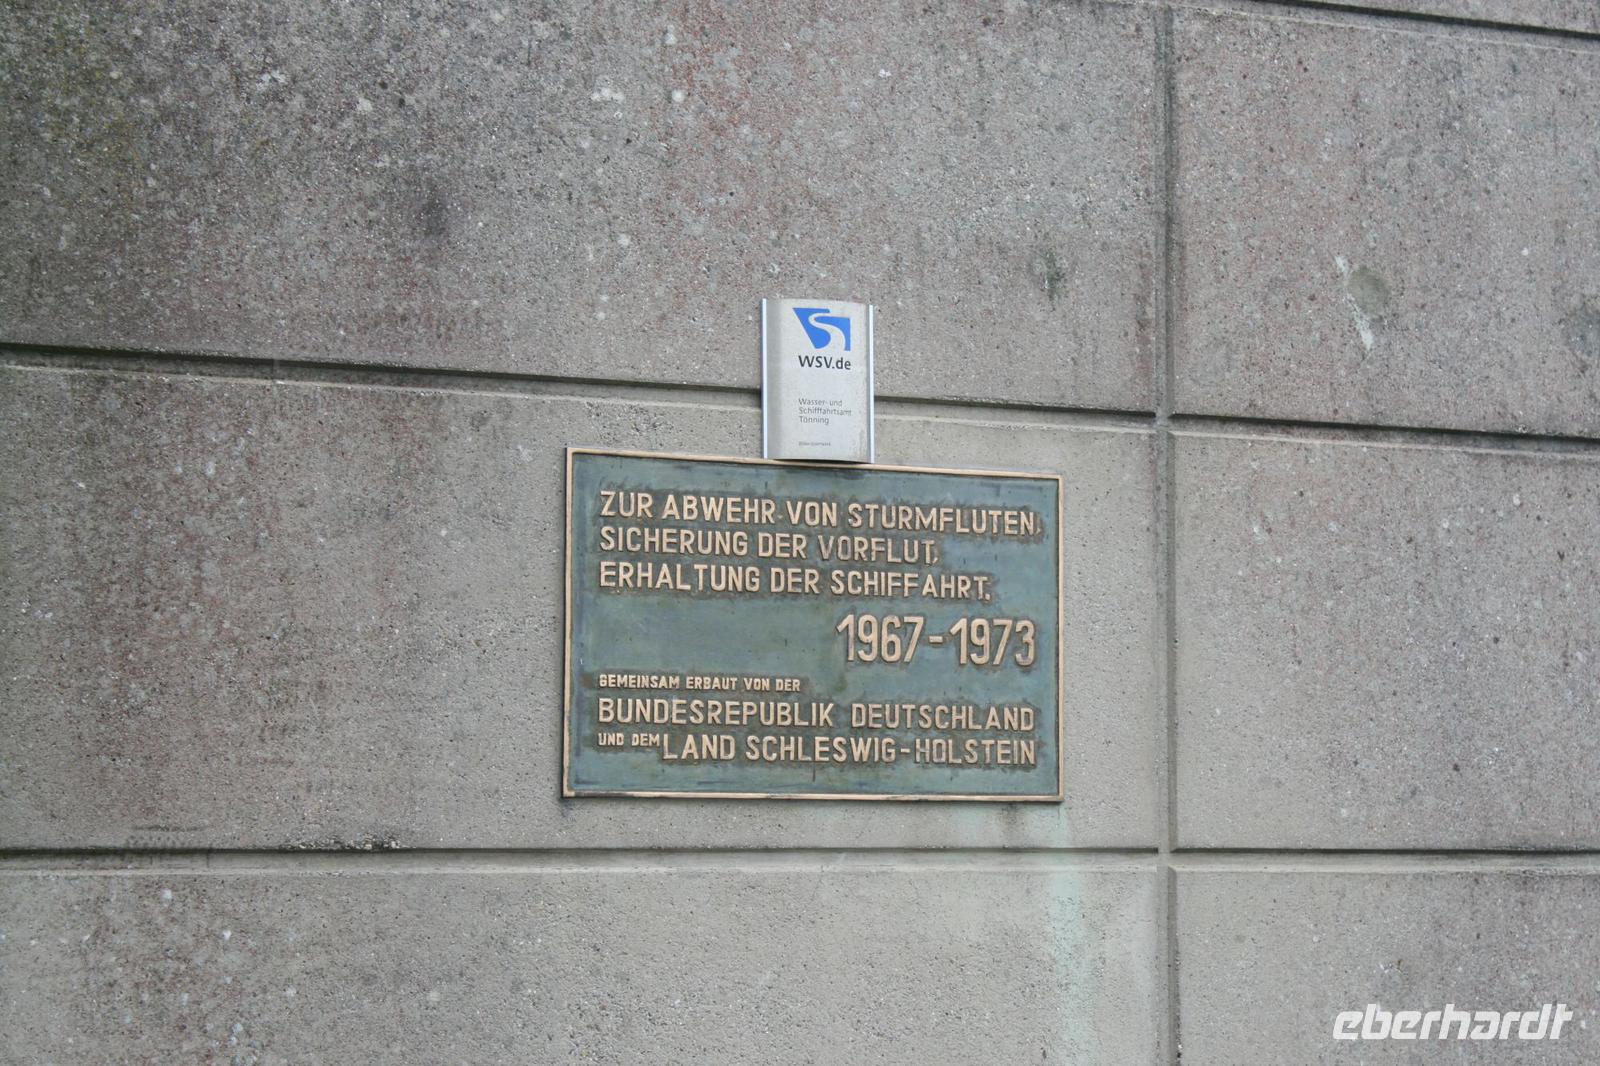 WSV.de
Wasser- und
Schifffahrtsamt
Tönning
ZUR ABWEHR VON STURMFLUTEN,
SICHERUNG DER VORFLUT,
ERHALTUNG DER SCHIFFAHRT.
1967-1973
GEMEINSAM ERBAUT VON DER
BUNDESREPUBLIK DEUTSCHLAND
UND DEM LAND SCHLESWIG-HOLSTEIN
eberhardt